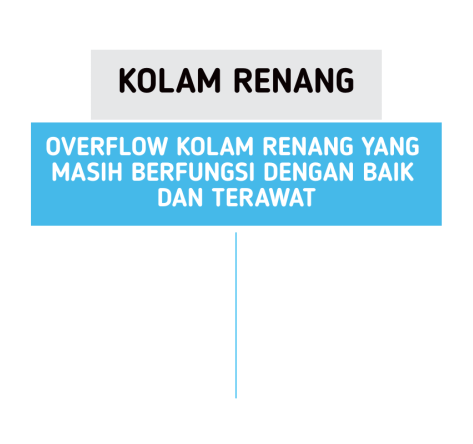 KOLAM RENANG
OVERFLOW KOLAM RENANG YANG
MASIH BERFUNGSI DENGAN BAIK
DAN TERAWAT